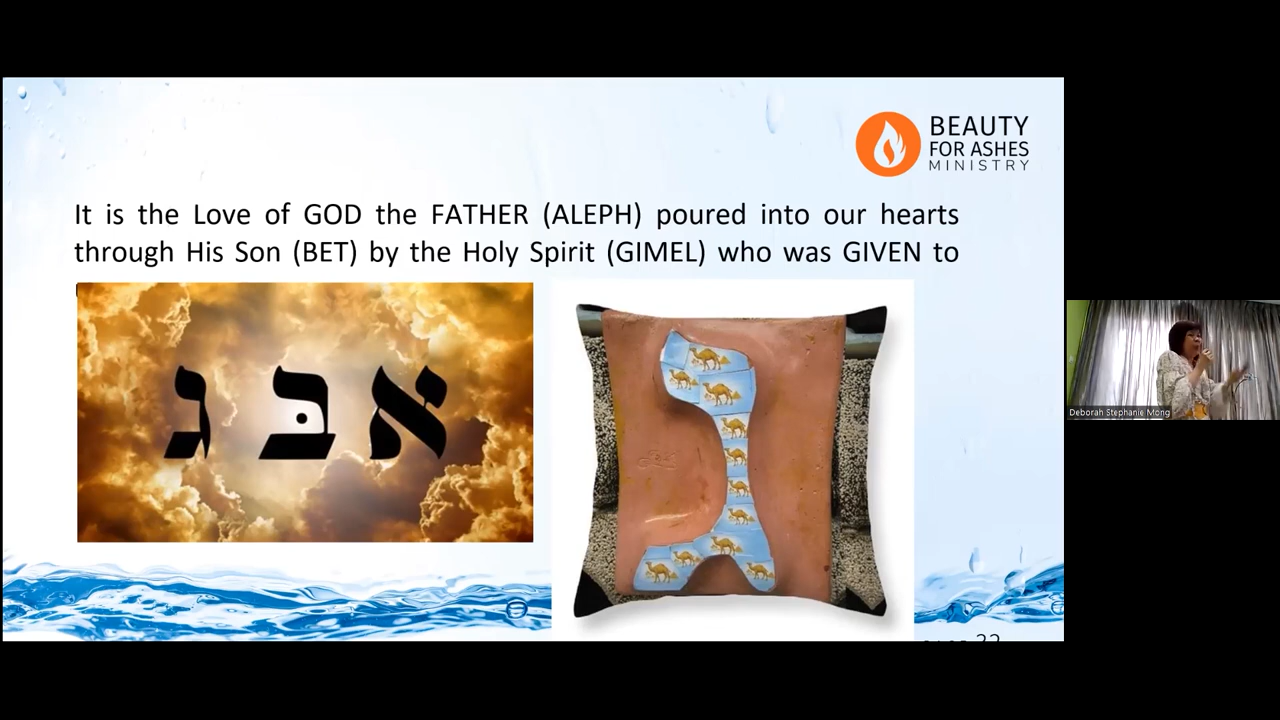 BEAUTY
FOR ASHES
MINISTRY
It is the Love of GOD the FATHER (ALEPH) poured into our hearts
through His Son (BET) by the Holy Spirit (GIMEL) who was GIVEN to
אבּג
ג
Deborah Stephanie Mong